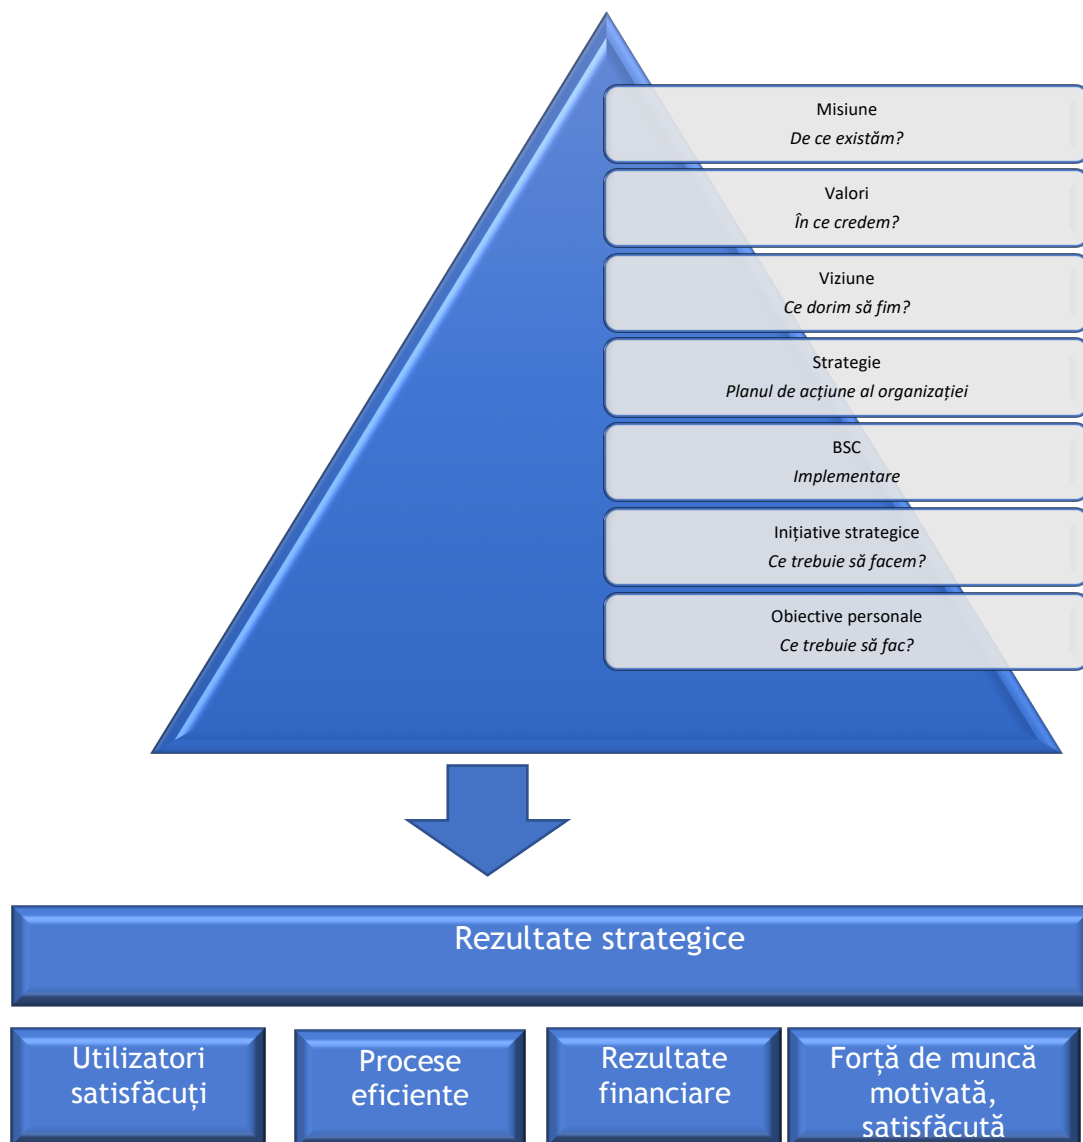 Misiune
De ce existăm?
Valori
În ce credem?
Viziune
Ce dorim să fim?
Strategie
Planul de acțiune al organizației
BSC
Implementare
Inițiative strategice
Ce trebuie să facem?
Obiective personale
Ce trebuie să fac?
Rezultate strategice
Utilizatori
satisfăcuți
Procese
eficiente
Rezultate
financiare
Forță de muncă
motivată,
satisfăcută